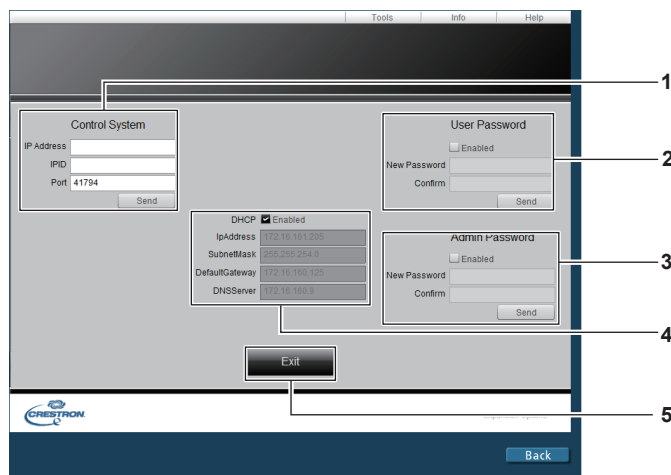 Tools Info Help
1
Control System
IP Address
IPID
Port 41794
Send
User Password
Enabled
New Password
Confirm
Send
2
DHCP Enabled
IpAddress 172.16.161.205
SubnetMask 255.255.254.0
DefaultGateway 172.16.160.125
DNSServer 172.16.160.9
Admin Password
Enabled
New Password
Confirm
Send
3
4
Exit
5
CRESTRON
Back